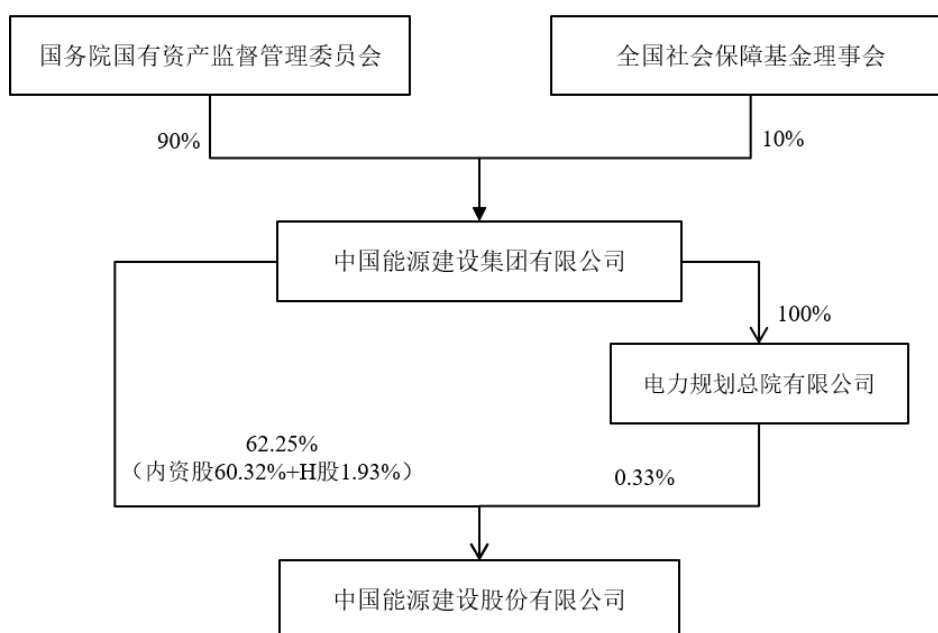 国务院国有资产监督管理委员会
全国社会保障基金理事会
90%
10%
中国能源建设集团有限公司
100%
电力规划总院有限公司
62.25%
（内资股60.32%+H股1.93%）
0.33%
中国能源建设股份有限公司